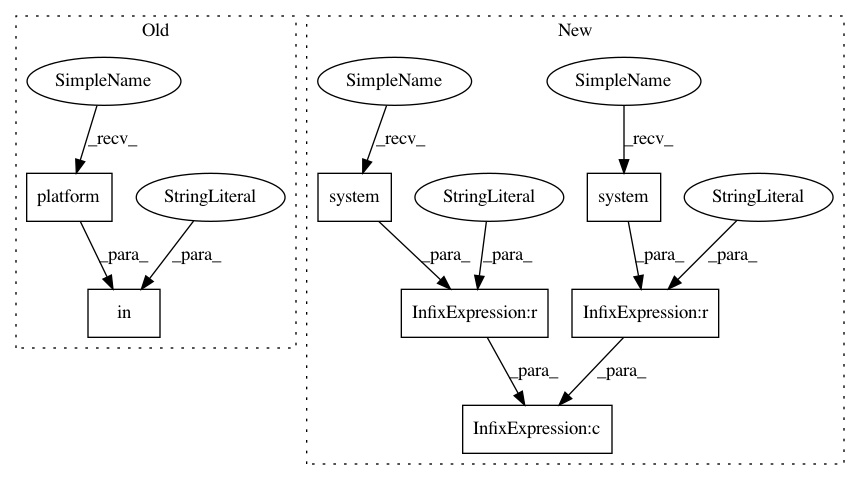 Old
New
SimpleName
SimpleName
SimpleName
_recv_
_recv_
_recv_
platform
StringLiteral
system
StringLiteral
system
StringLiteral
_para_
_para_
_para_
_para_
_para_
_para_
in
InfixExpression:r
InfixExpression:r
_para_
_para_
InfixExpression:c